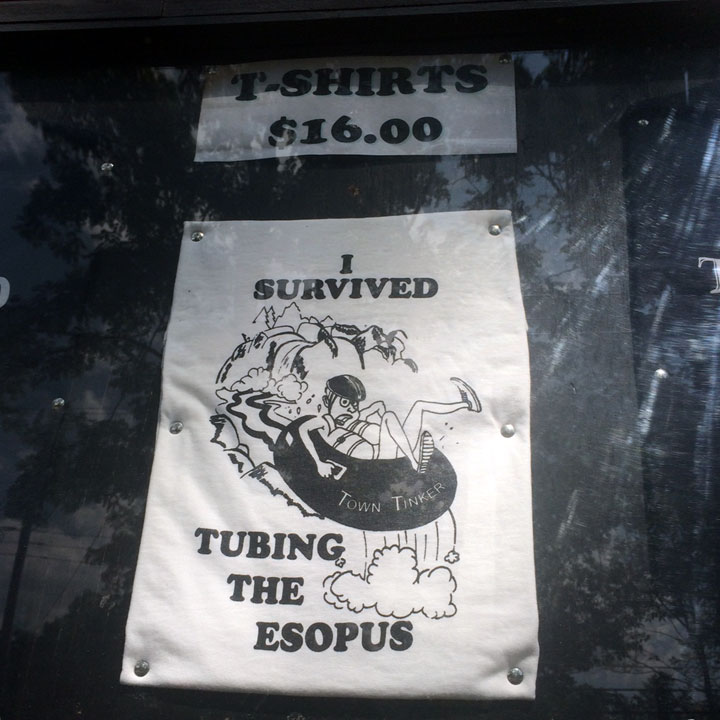 T-SHIRTS
$16.00
I
SURVIVED
TOWN TINKER
TUBING
THE
ESOPUS